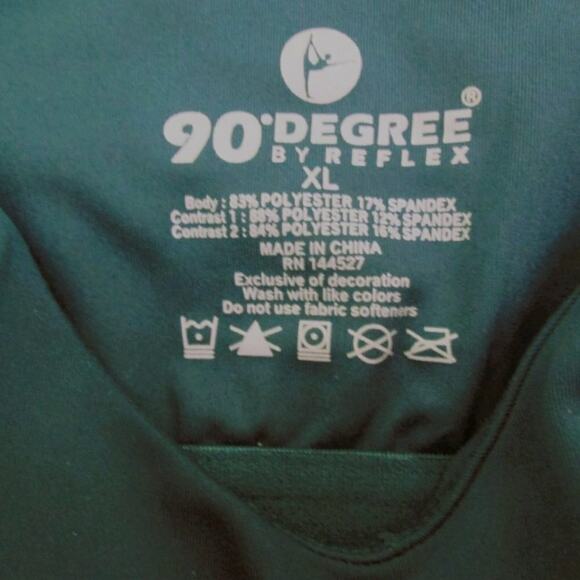 90°DEGREE®
BY REFLEX
XL
Body : 83% POLYESTER 17% SPANDEX
Contrast 1 : 88% POLYESTER 12% SPANDEX
Contrast 2 : 84% POLYESTER 16% SPANDEX
MADE IN CHINA
RN 144527
Exclusive of decoration
Wash with like colors
Do not use fabric softeners